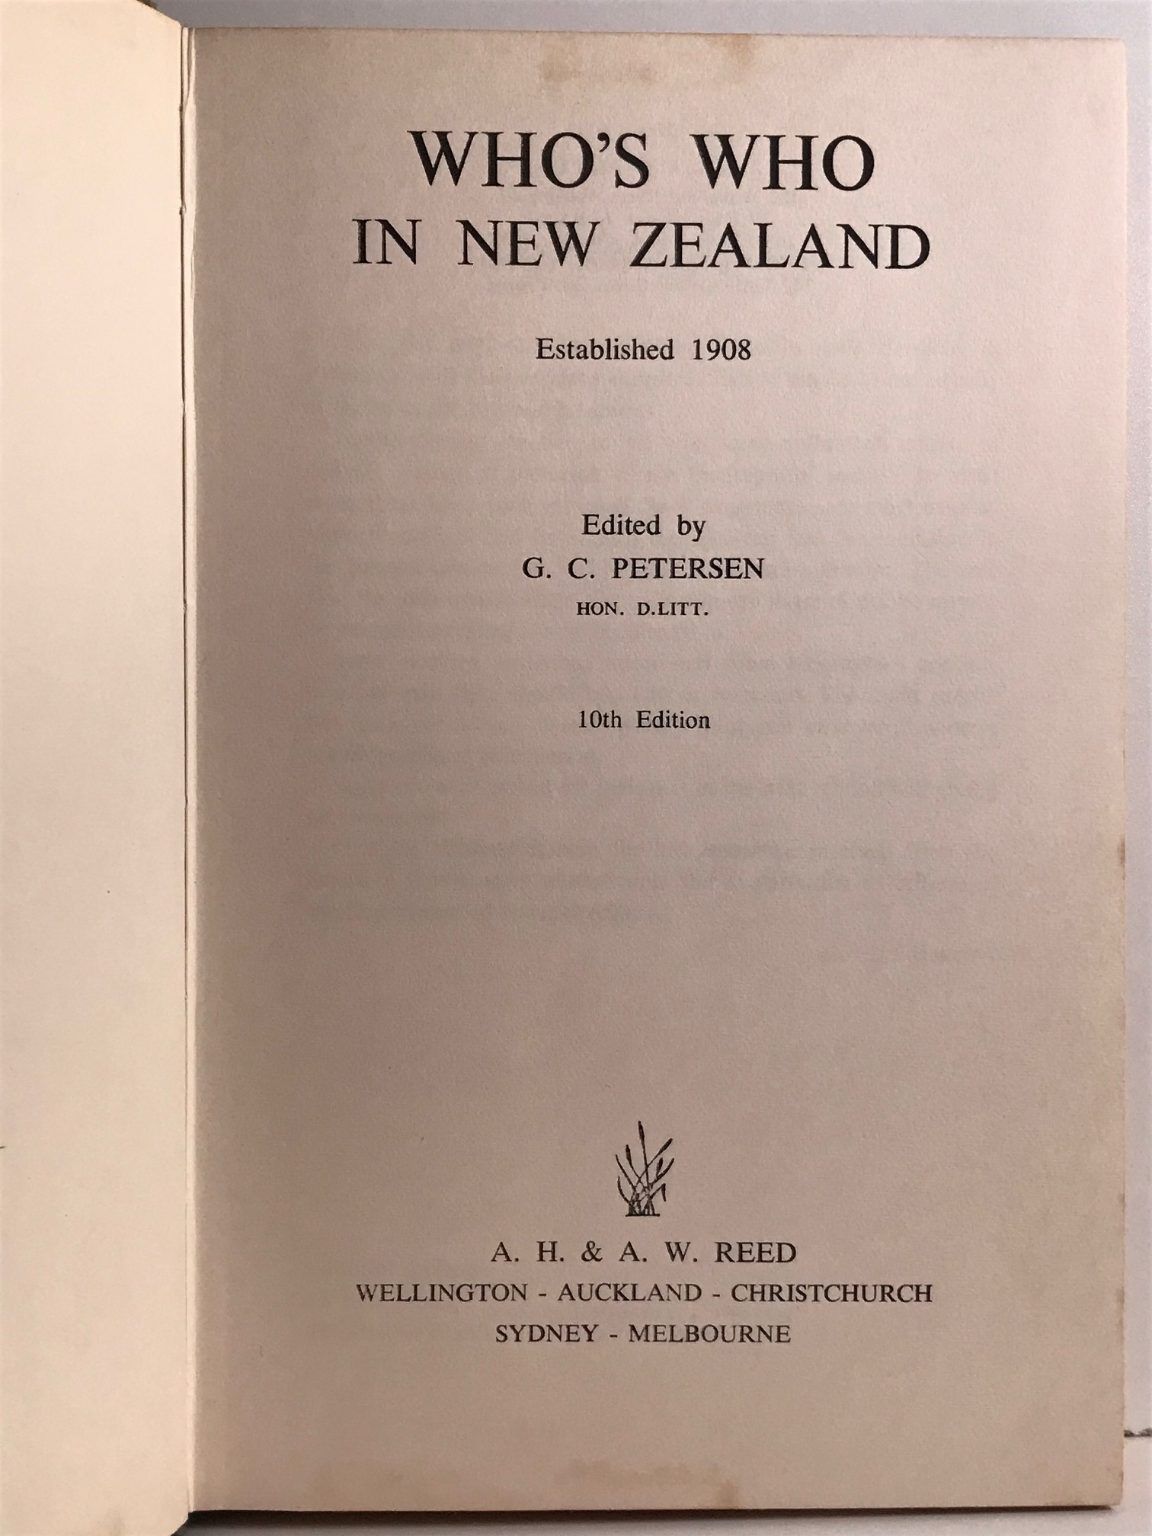 WHO'S WHO
IN NEW ZEALAND
Established 1908
Edited by
G. C. PETERSEN
HON. D.LITT.
10th Edition
A. H. & A. W. REED
WELLINGTON - AUCKLAND - CHRISTCHURCH
SYDNEY - MELBOURNE